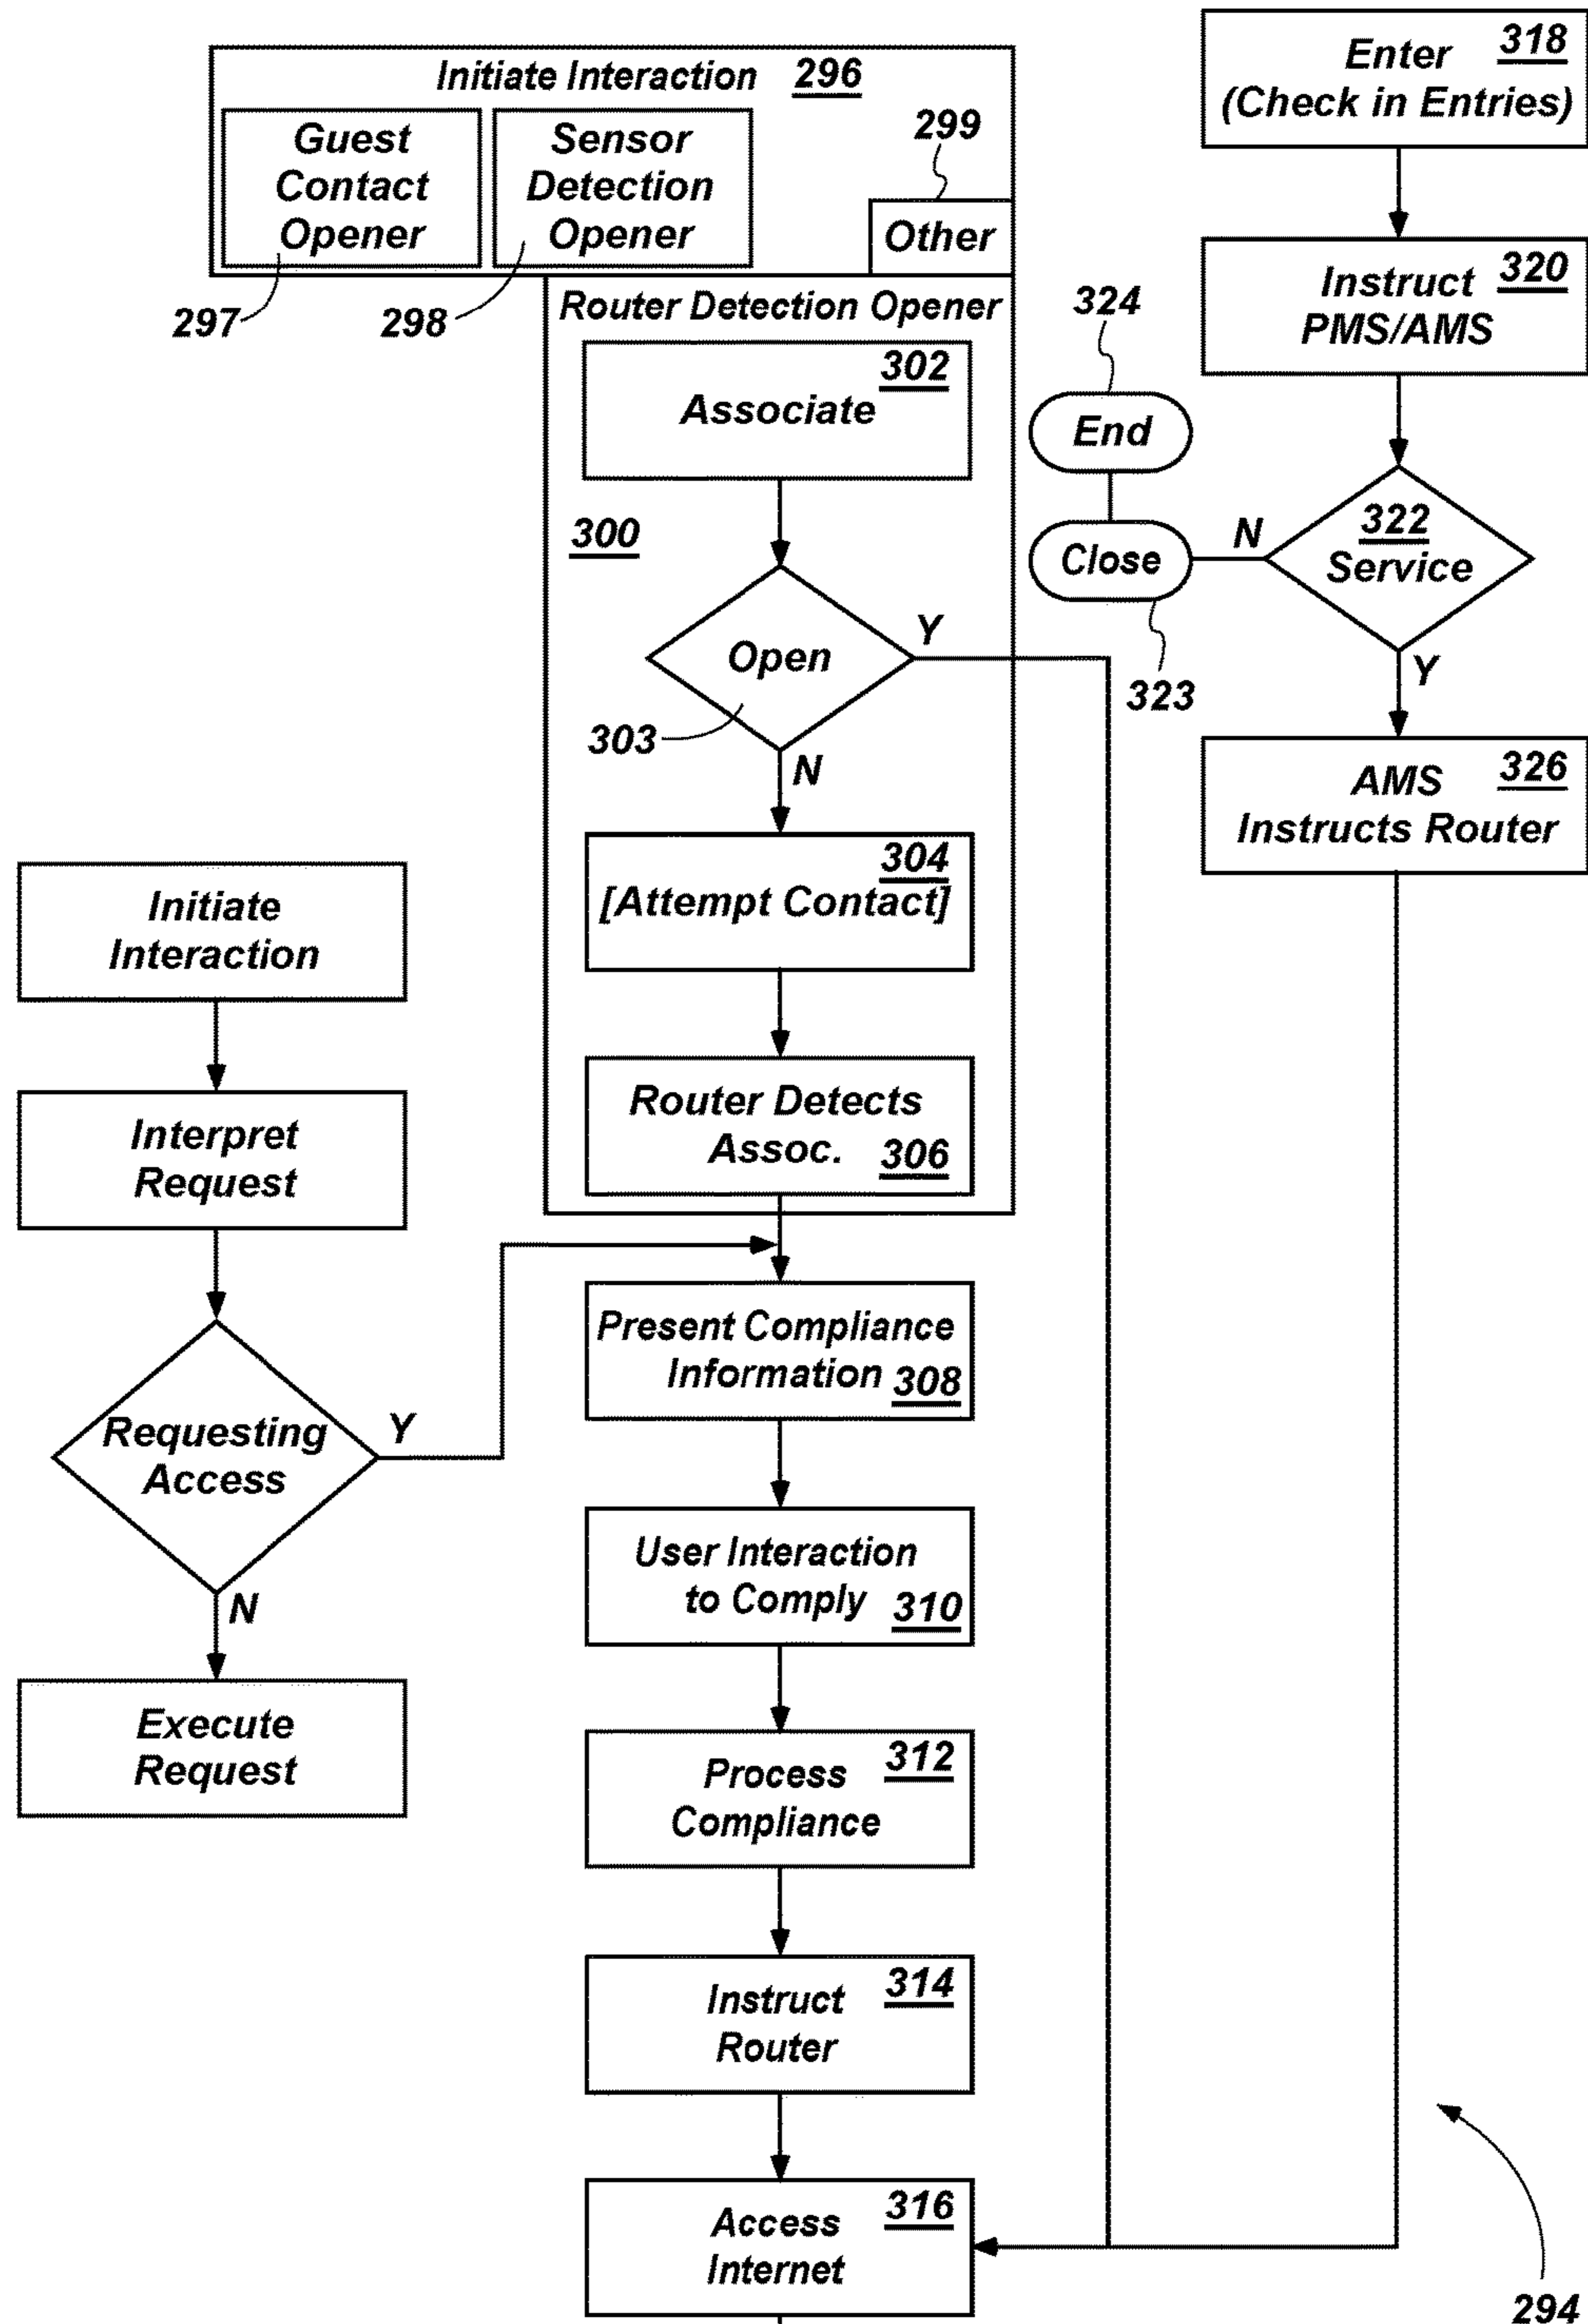 Initiate Interaction 296
Guest
Contact
Opener
Sensor
Detection
Opener
299
Other
297
298
Router Detection Opener
302
Associate
300
Open
Y
303
N
304
[Attempt Contact]
Router Detects
Assoc. 306
Enter 318
(Check in Entries)
Instruct 320
PMS/AMS
324
End
Close
N
322
Service
323
Y
AMS 326
Instructs Router
Initiate
Interaction
Interpret
Request
Requesting
Access
Y
N
Execute
Request
Present Compliance
Information 308
User Interaction
to Comply 310
312
Process
Compliance
314
Instruct
Router
316
Access
Internet
294